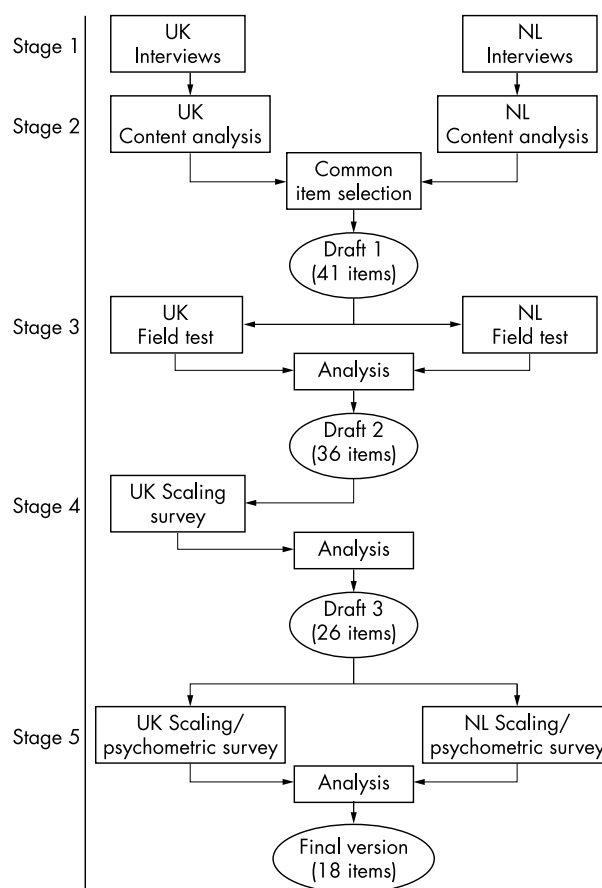 Stage 1
UK
Interviews
NL
Interviews
Stage 2
UK
Content analysis
NL
Content analysis
Common
item selection
Draft 1
(41 items)
Stage 3
UK
Field test
NL
Field test
Analysis
Draft 2
(36 items)
Stage 4
UK Scaling
survey
Analysis
Draft 3
(26 items)
Stage 5
UK Scaling/
psychometric survey
NL Scaling/
psychometric survey
Analysis
Final version
(18 items)